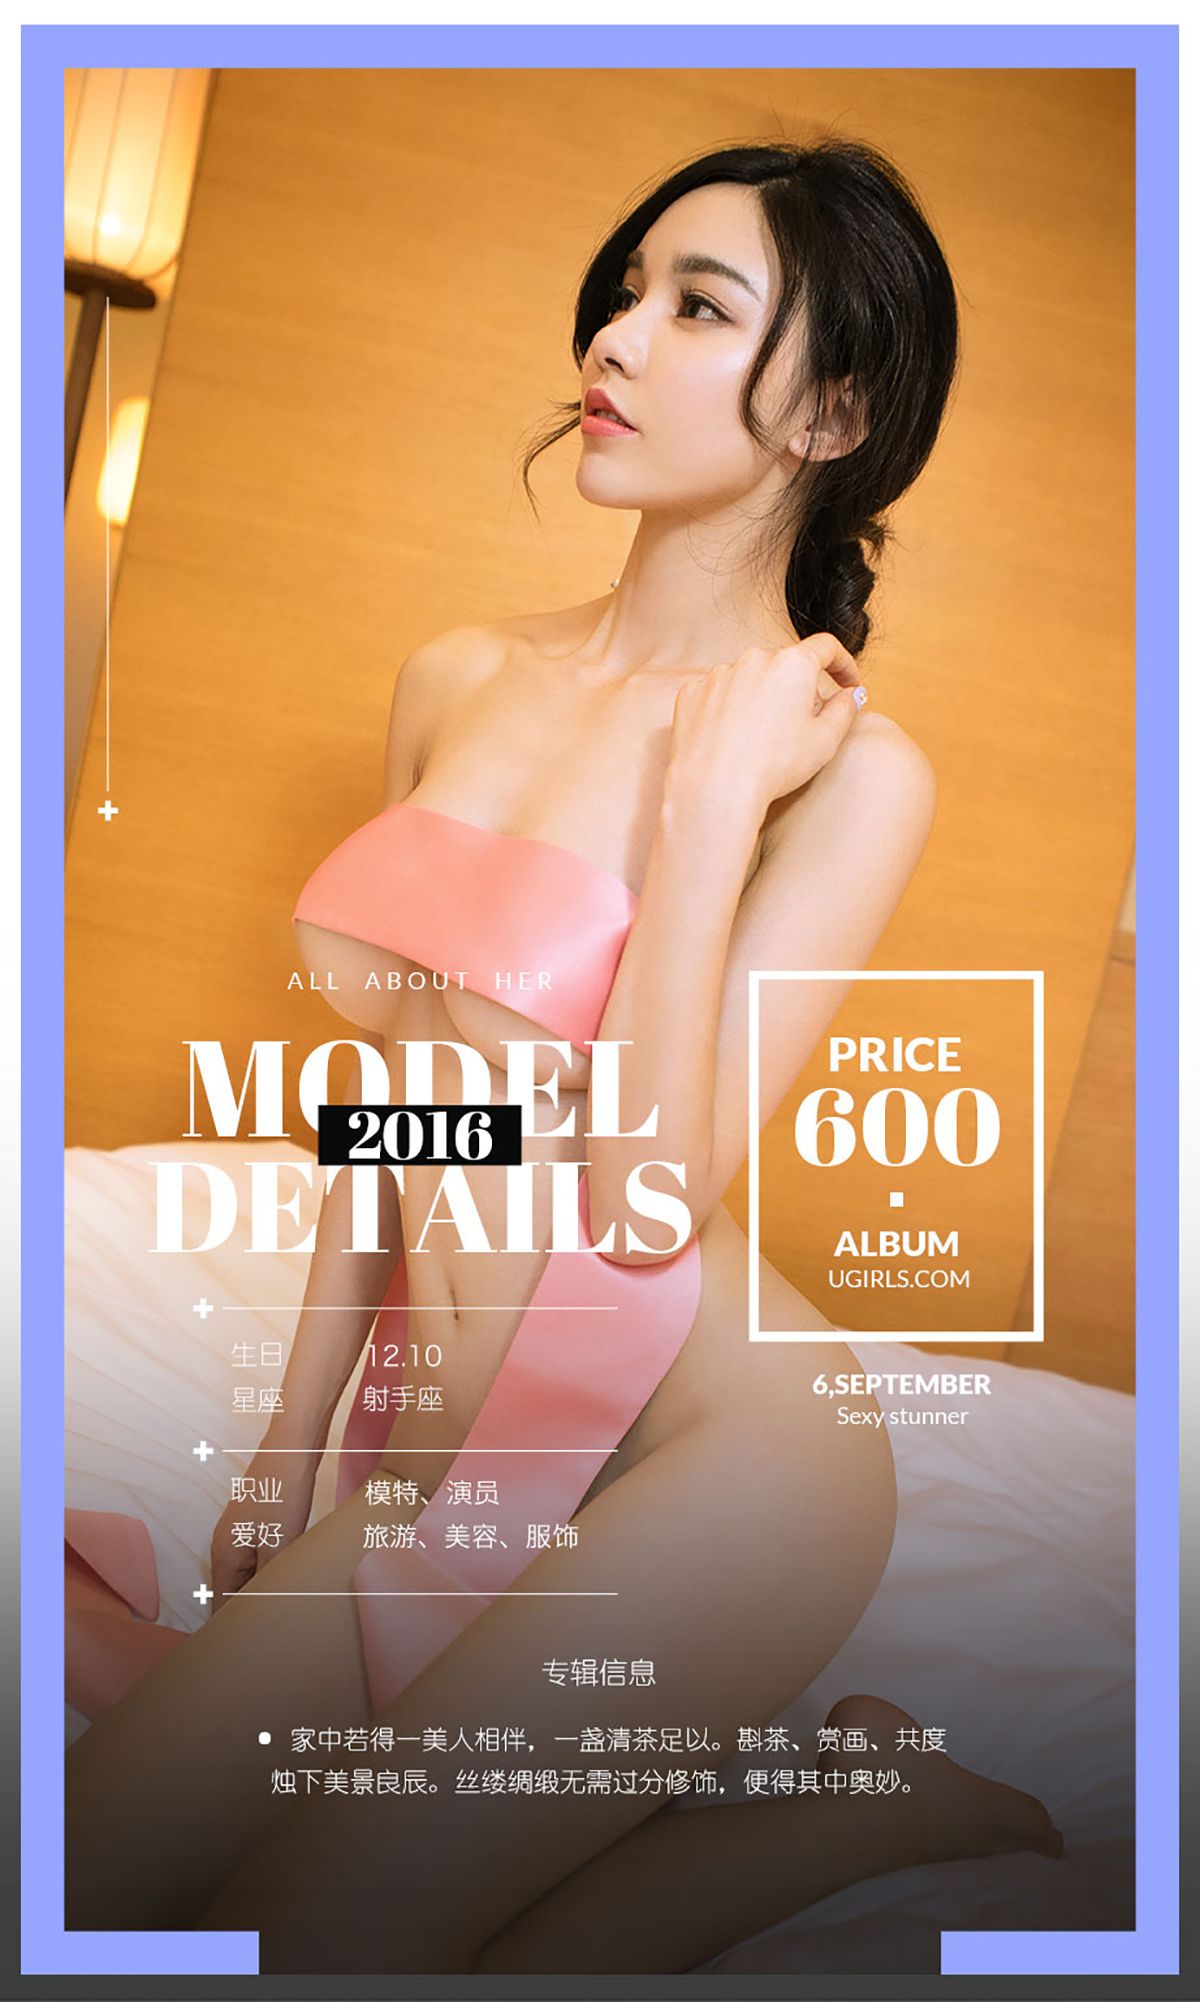 ALL ABOUT HER
MODEL
2016
DETAILS
生日 12.10
星座 射手座
职业 模特、演员
爱好 旅游、美容、服饰
PRICE
600
ALBUM
UGIRLS.COM
6,SEPTEMBER
Sexy stunner
专辑信息
家中若得一美人相伴，一盏清茶足以。斟茶、赏画、共度
烛下美景良辰。丝缕绸缎无需过分修饰，便得其中奥妙。